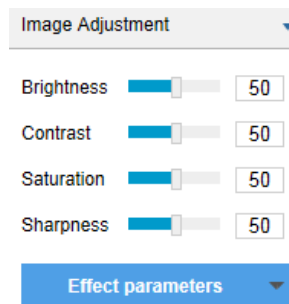 Image Adjustment
Brightness 50
Contrast 50
Saturation 50
Sharpness 50
Effect parameters